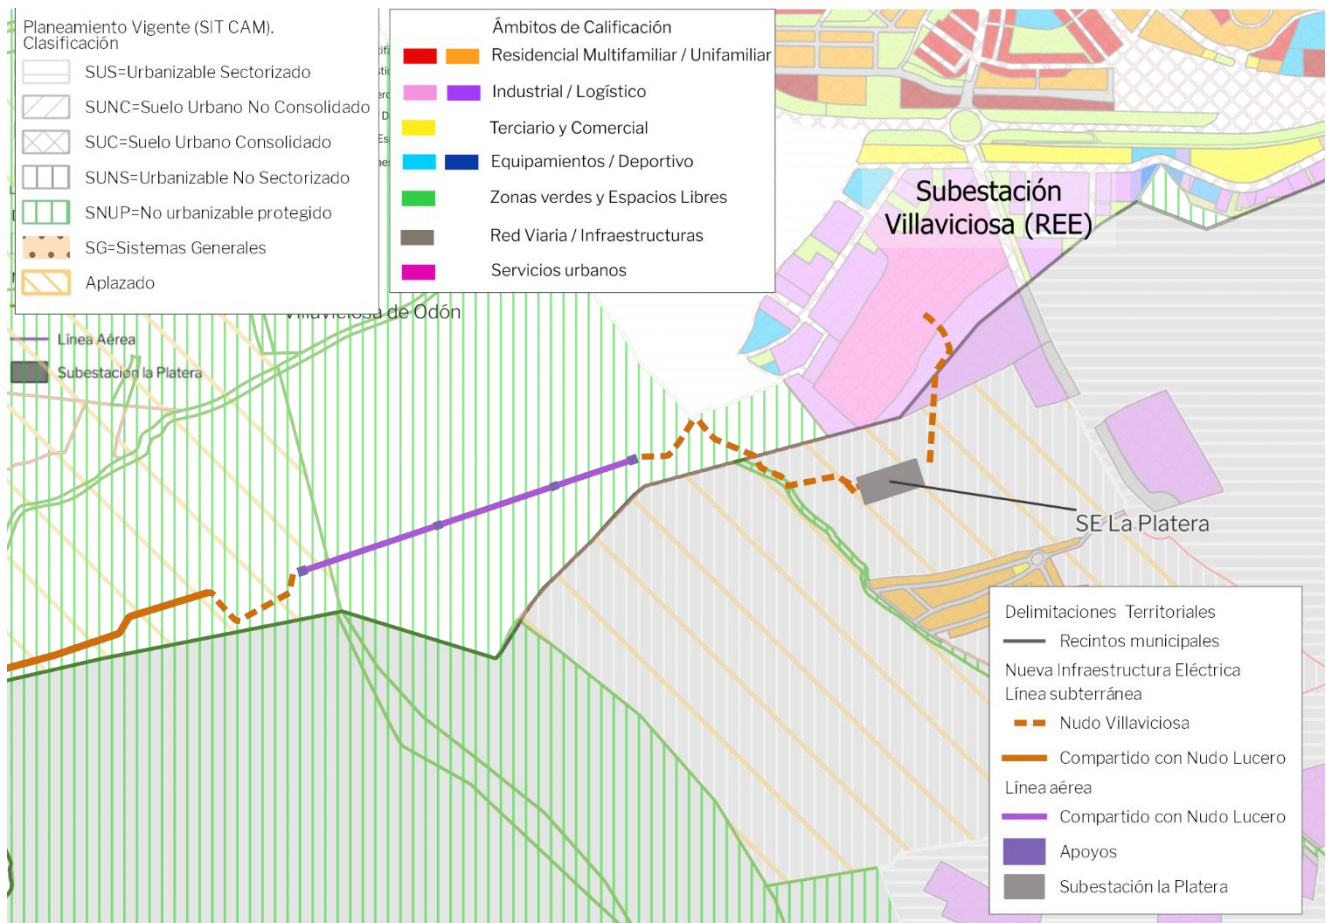 Planeamiento Vigente (SIT CAM).
Clasificación
SUS=Urbanizable Sectorizado
SUNC=Suelo Urbano No Consolidado
SUC=Suelo Urbano Consolidado
SUNS=Urbanizable No Sectorizado
SNUP=No urbanizable protegido
SG=Sistemas Generales
Aplazado
Línea Aérea
Subestación la Platera
Ámbitos de Calificación
Residencial Multifamiliar / Unifamiliar
Industrial / Logístico
Terciario y Comercial
Equipamientos / Deportivo
Zonas verdes y Espacios Libres
Red Viaria / Infraestructuras
Servicios urbanos
Villaviciosa de Odón
Subestación
Villaviciosa (REE)
SE La Platera
Delimitaciones Territoriales
Recintos municipales
Nueva Infraestructura Eléctrica
Línea subterránea
Nudo Villaviciosa
Compartido con Nudo Lucero
Línea aérea
Compartido con Nudo Lucero
Apoyos
Subestación la Platera